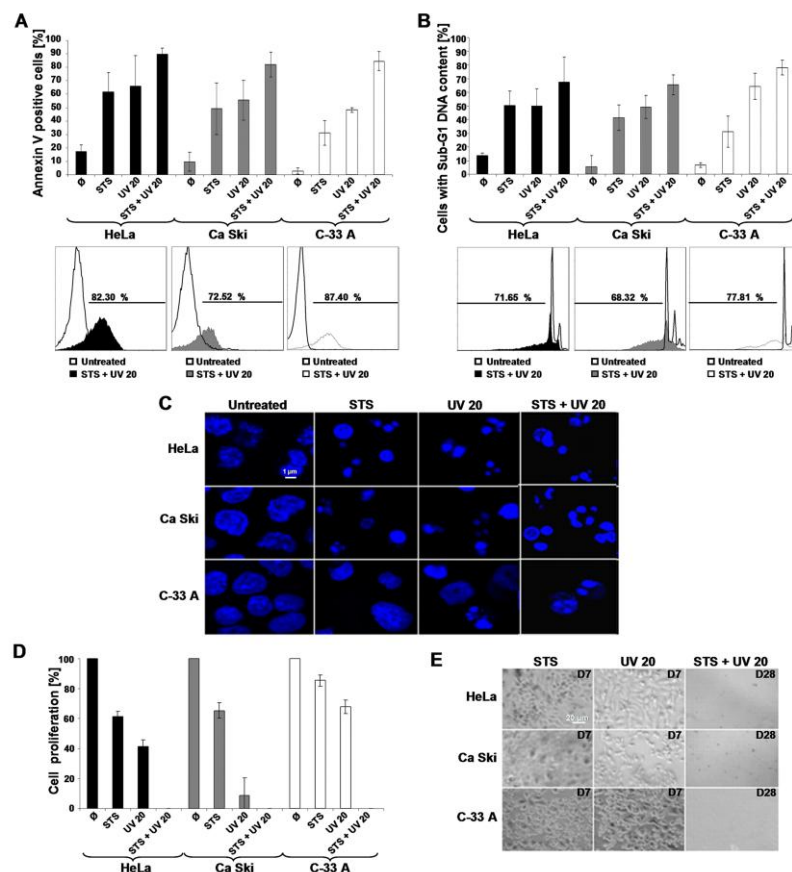 A
Annexin V positive cells [%]
100
90
80
70
60
50
40
30
20
10
0
Ø
STS
UV 20
STS + UV 20
Ø
STS
UV 20
STS + UV 20
Ø
STS
UV 20
STS + UV 20
HeLa
Ca Ski
C-33 A
82.30 %
72.52 %
87.40 %
Untreated
STS + UV 20
Untreated
STS + UV 20
Untreated
STS + UV 20
B
Cells with Sub-G1 DNA content [%]
100
90
80
70
60
50
40
30
20
10
0
Ø
STS
UV 20
STS + UV 20
Ø
STS
UV 20
STS + UV 20
Ø
STS
UV 20
STS + UV 20
HeLa
Ca Ski
C-33 A
71.65 %
68.32 %
77.81 %
Untreated
STS + UV 20
Untreated
STS + UV 20
Untreated
STS + UV 20
C
Untreated STS UV 20 STS + UV 20
HeLa
1 µm
Ca Ski
C-33 A
D
Cell proliferation [%]
100
80
60
40
20
0
Ø
STS
UV 20
STS + UV 20
Ø
STS
UV 20
STS + UV 20
Ø
STS
UV 20
STS + UV 20
HeLa
Ca Ski
C-33 A
E
STS UV 20 STS + UV 20
HeLa
D7 D7 D28
20 µm
Ca Ski
D7 D7 D28
C-33 A
D7 D7 D28